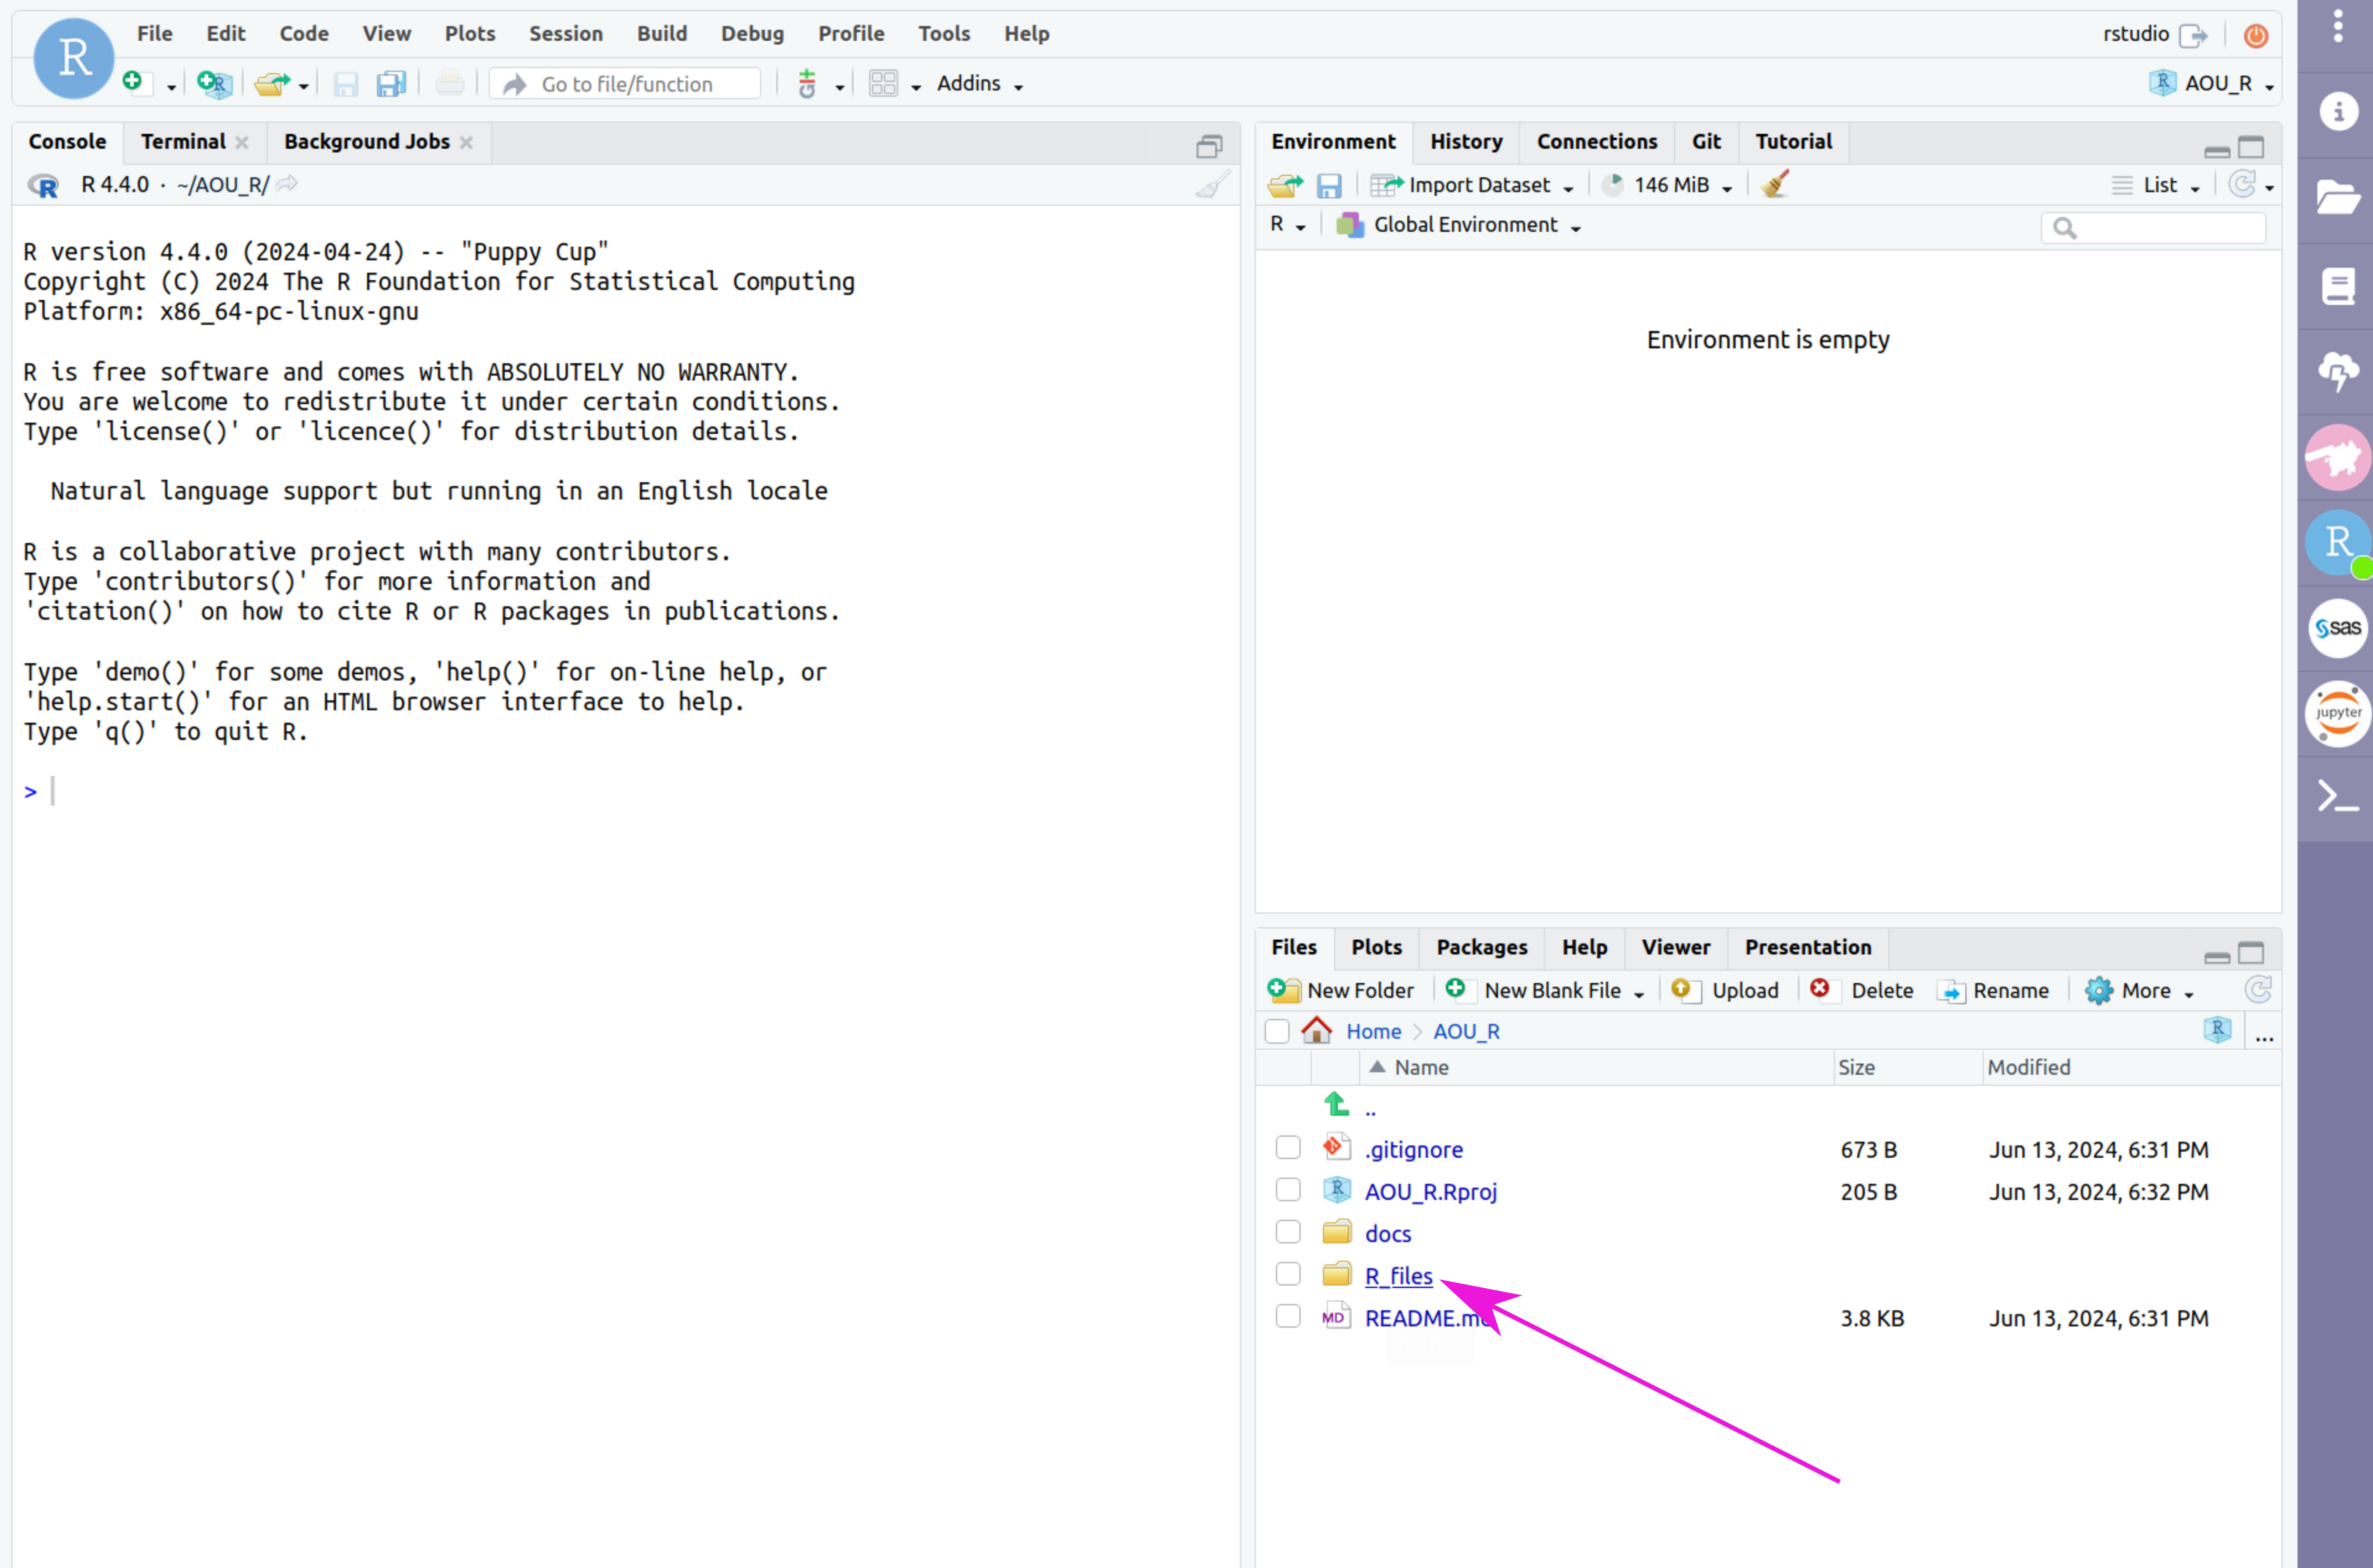 R File Edit Code View Plots Session Build Debug Profile Tools Help rstudio
Go to file/function Addins AOU_R
Console Terminal Background Jobs
R 4.4.0 · ~/AOU_R/
R version 4.4.0 (2024-04-24) -- "Puppy Cup"
Copyright (C) 2024 The R Foundation for Statistical Computing
Platform: x86_64-pc-linux-gnu
R is free software and comes with ABSOLUTELY NO WARRANTY.
You are welcome to redistribute it under certain conditions.
Type 'license()' or 'licence()' for distribution details.
Natural language support but running in an English locale
R is a collaborative project with many contributors.
Type 'contributors()' for more information and
'citation()' on how to cite R or R packages in publications.
Type 'demo()' for some demos, 'help()' for on-line help, or
'help.start()' for an HTML browser interface to help.
Type 'q()' to quit R.
>
Environment History Connections Git Tutorial
Import Dataset 146 MiB List
R Global Environment
Environment is empty
Files Plots Packages Help Viewer Presentation
New Folder New Blank File Upload Delete Rename More
Home AOU_R ...
Name Size Modified
..
.gitignore 673 B Jun 13, 2024, 6:31 PM
AOU_R.Rproj 205 B Jun 13, 2024, 6:32 PM
docs
R_files
MD README.md 3.8 KB Jun 13, 2024, 6:31 PM
R
sas
jupyter
>_